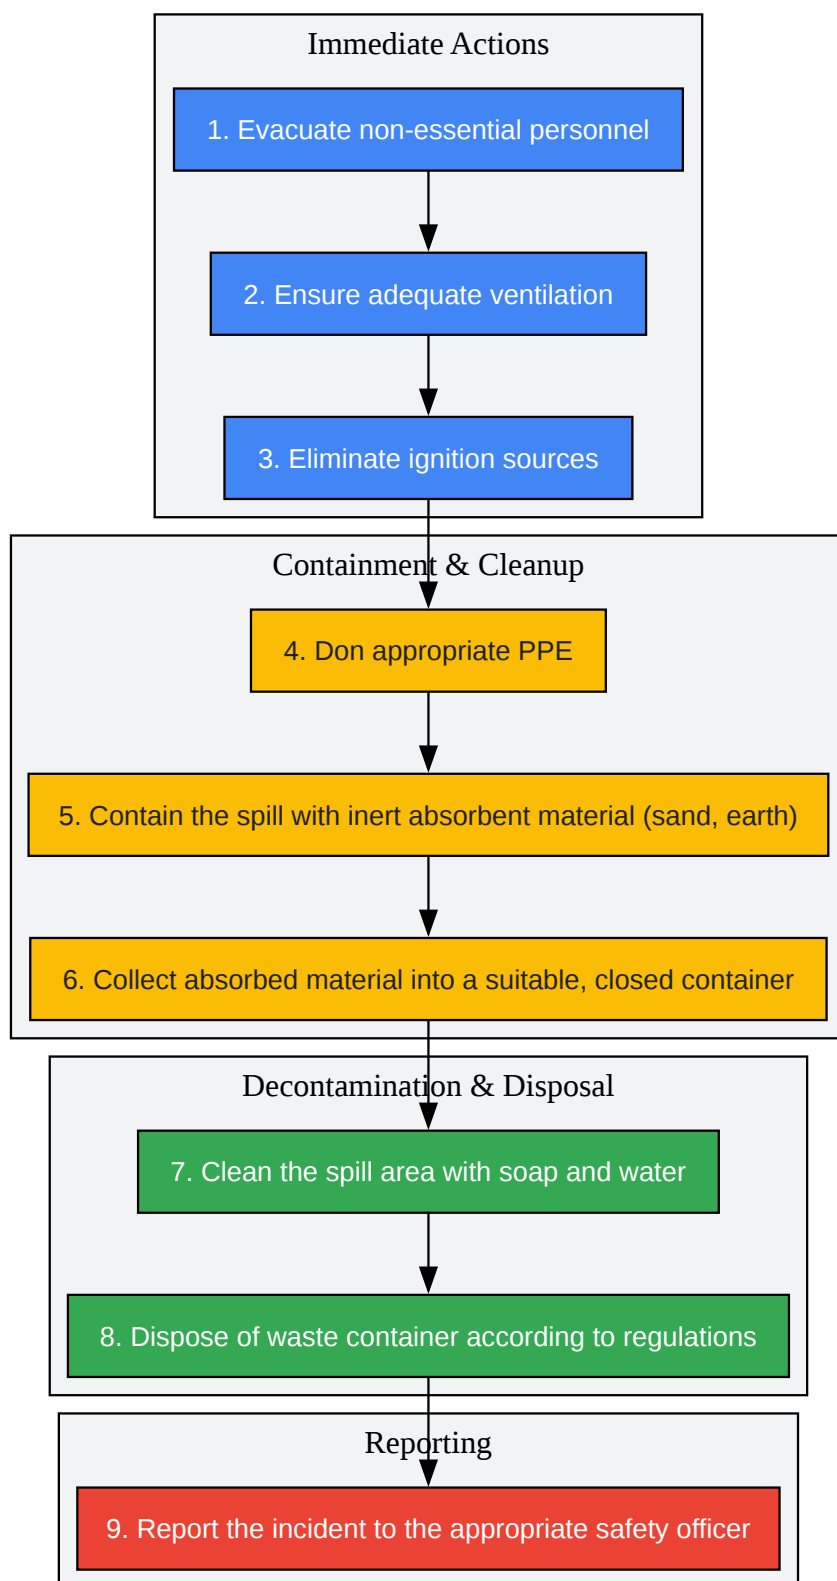 Immediate Actions
1. Evacuate non-essential personnel
2. Ensure adequate ventilation
3. Eliminate ignition sources
Containment & Cleanup
4. Don appropriate PPE
5. Contain the spill with inert absorbent material (sand, earth)
6. Collect absorbed material into a suitable, closed container
Decontamination & Disposal
7. Clean the spill area with soap and water
8. Dispose of waste container according to regulations
Reporting
9. Report the incident to the appropriate safety officer